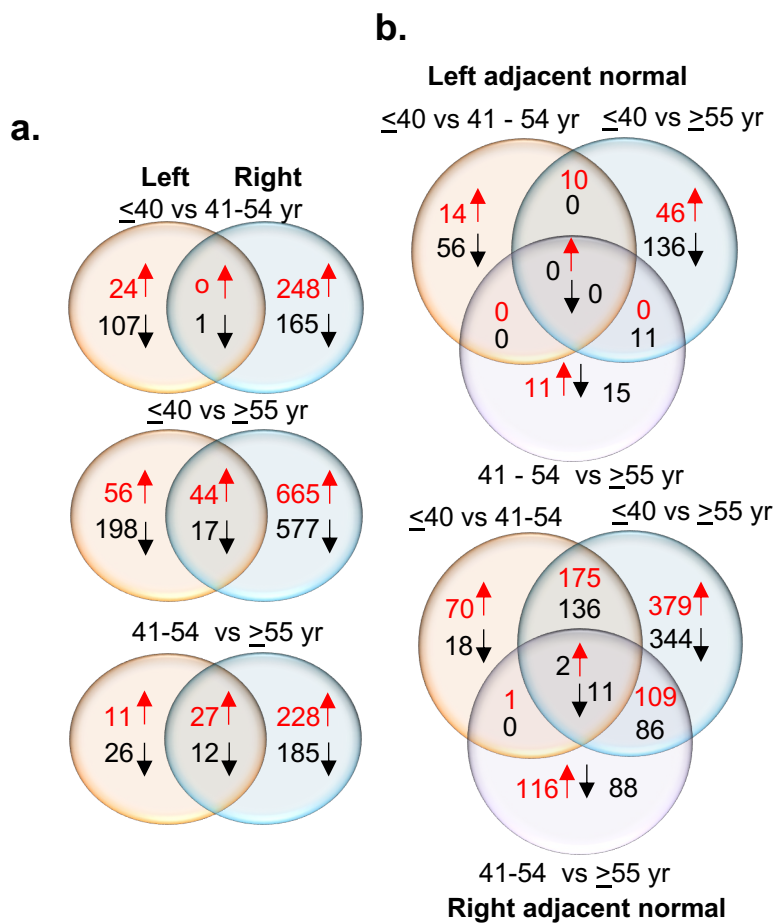 a.
Left Right
≤40 vs 41-54 yr
24 o 248
107 1 165
≤40 vs ≥55 yr
56 44 665
198 17 577
41-54 vs ≥55 yr
11 27 228
26 12 185
b.
Left adjacent normal
≤40 vs 41 - 54 yr ≤40 vs ≥55 yr
10
14 0 46
56 136
0 0
0 0
0 11
11 15
41 - 54 vs ≥55 yr
≤40 vs 41-54 ≤40 vs ≥55 yr
175
70 136 379
18 344
2 11
1 109
0 86
116 88
41-54 vs ≥55 yr
Right adjacent normal